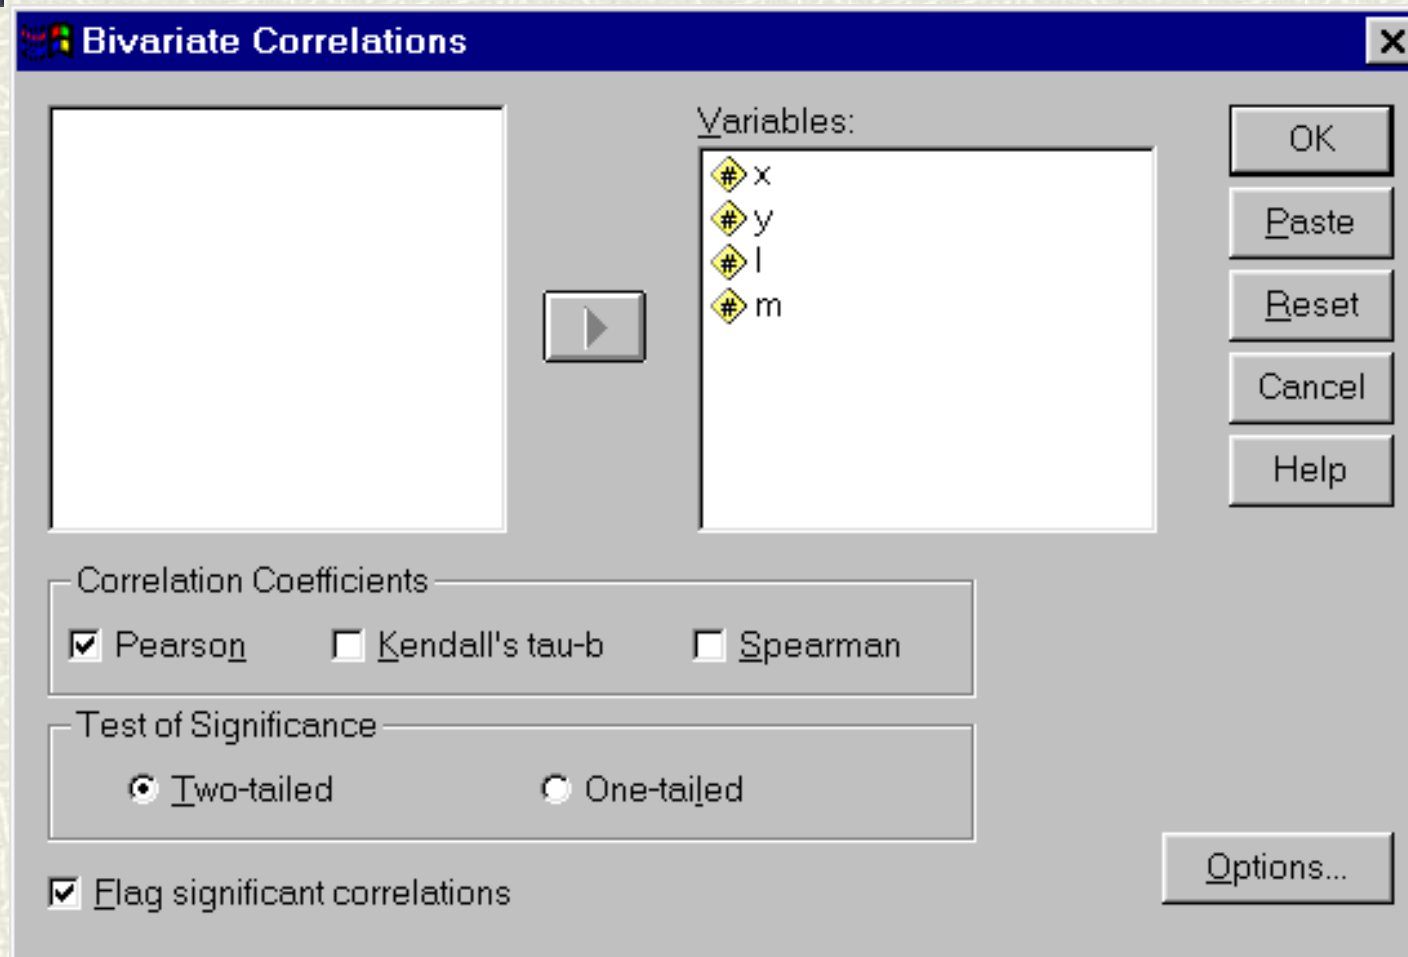 Bivariate Correlations
Variables:
# x
# y
# l
# m
OK
Paste
Reset
Cancel
Help
Correlation Coefficients
Pearson Kendall's tau-b Spearman
Test of Significance
Two-tailed One-tailed
Flag significant correlations
Options...